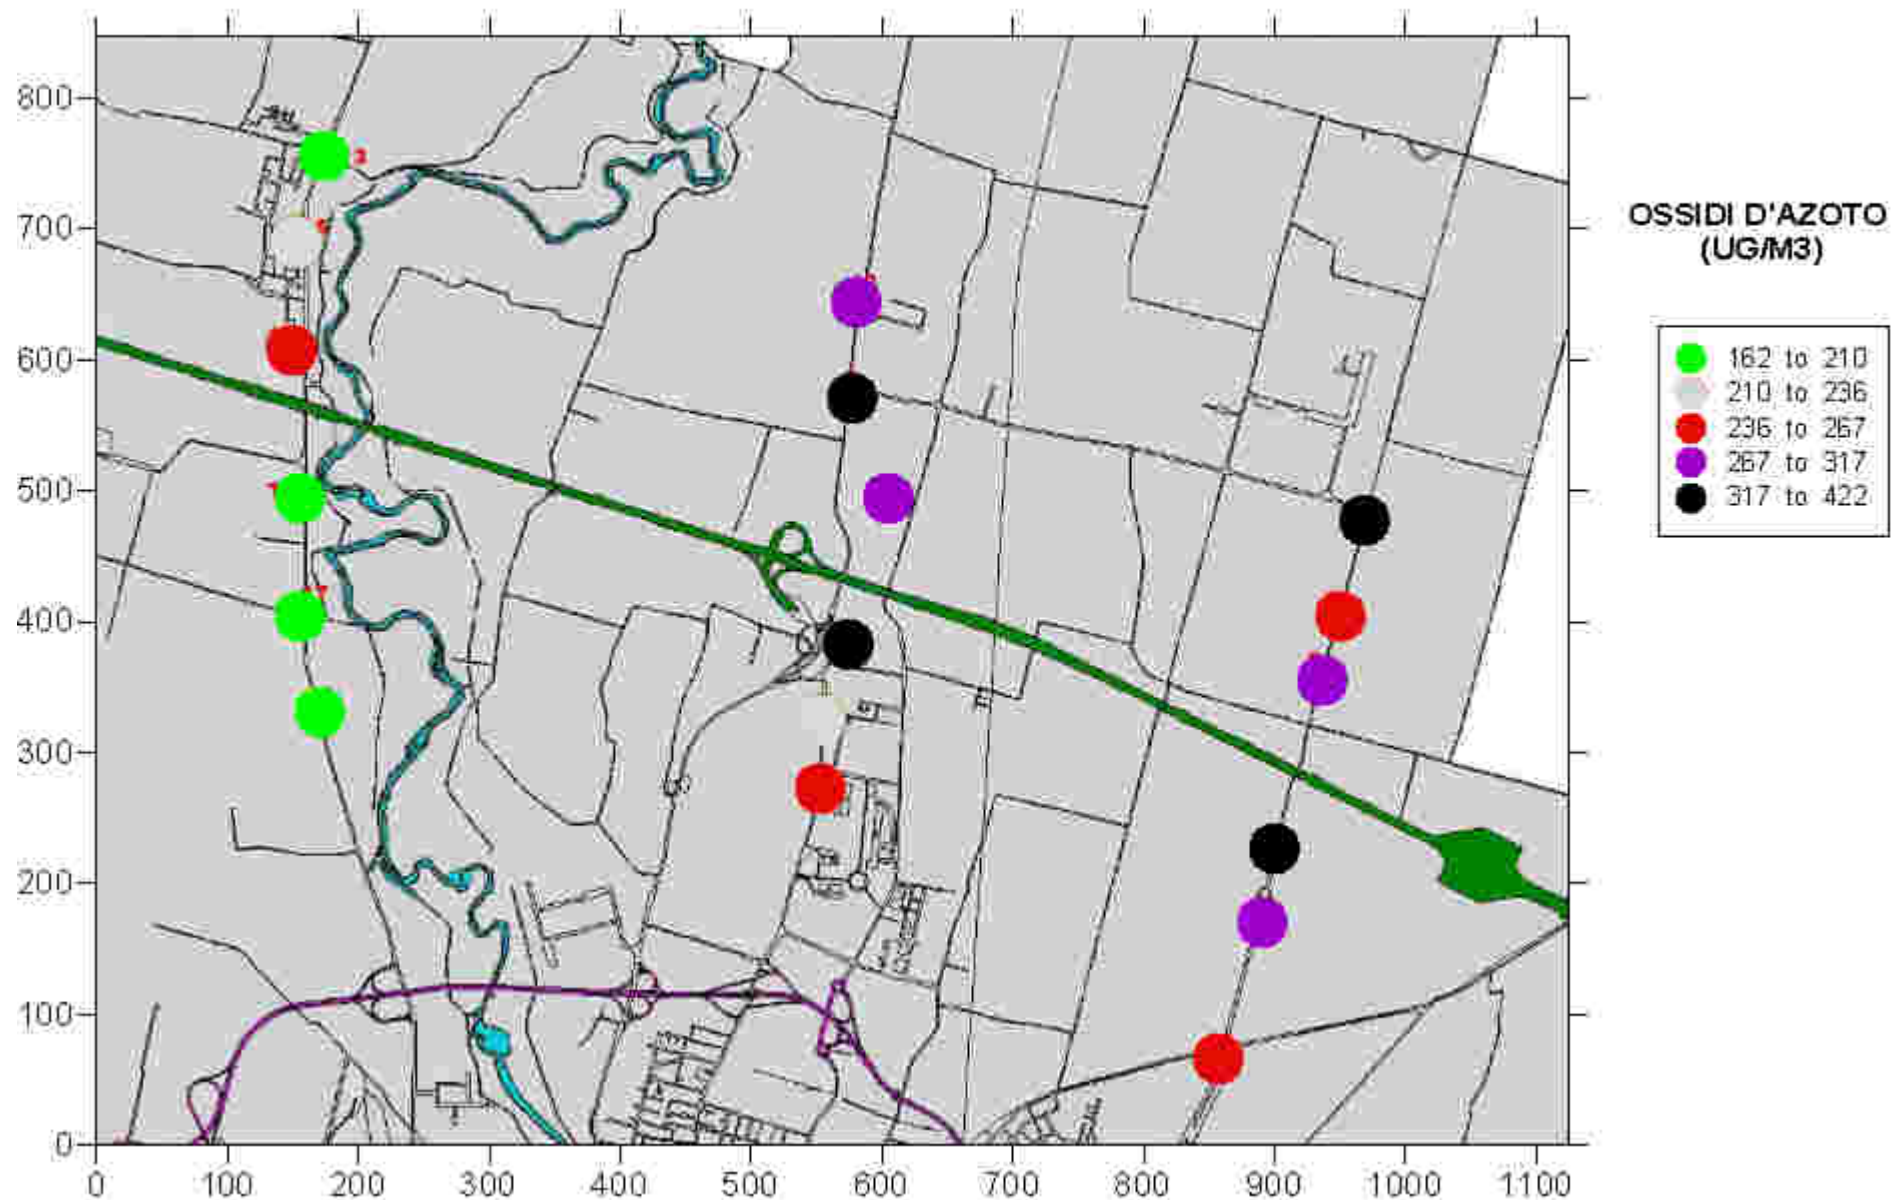 800
700
600
500
400
300
200
100
0
0 100 200 300 400 500 600 700 800 900 1000 1100
OSSIDI D'AZOTO
(UG/M3)
162 to 210
210 to 236
236 to 267
267 to 317
317 to 422